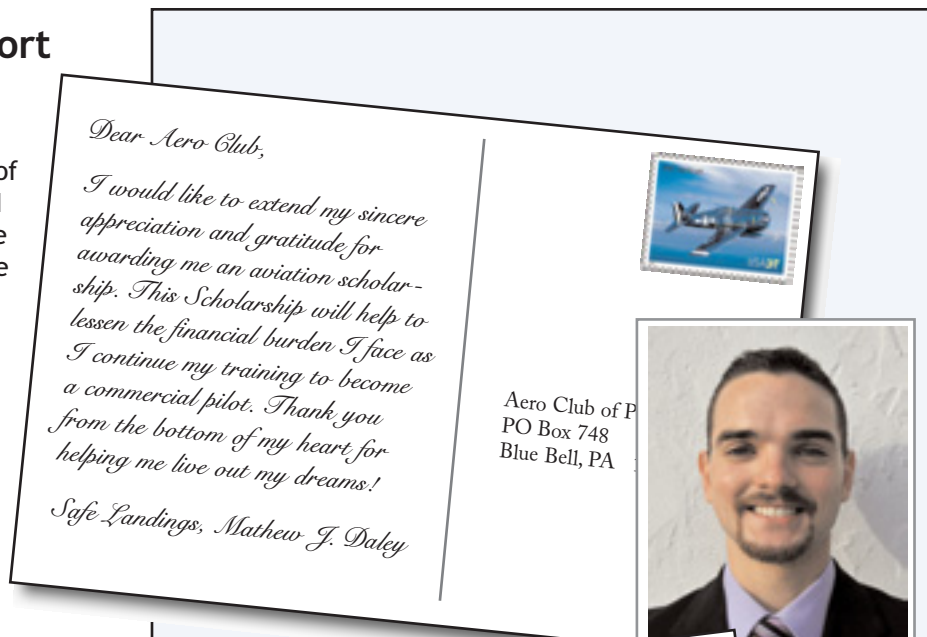 ort
of
e
e
Dear Aero Club,
I would like to extend my sincere
appreciation and gratitude for
awarding me an aviation scholar-
ship. This Scholarship will help to
lessen the financial burden I face as
I continue my training to become
a commercial pilot. Thank you
from the bottom of my heart for
helping me live out my dreams!
Safe Landings, Mathew J. Daley
USA37
Aero Club of P
PO Box 748
Blue Bell, PA